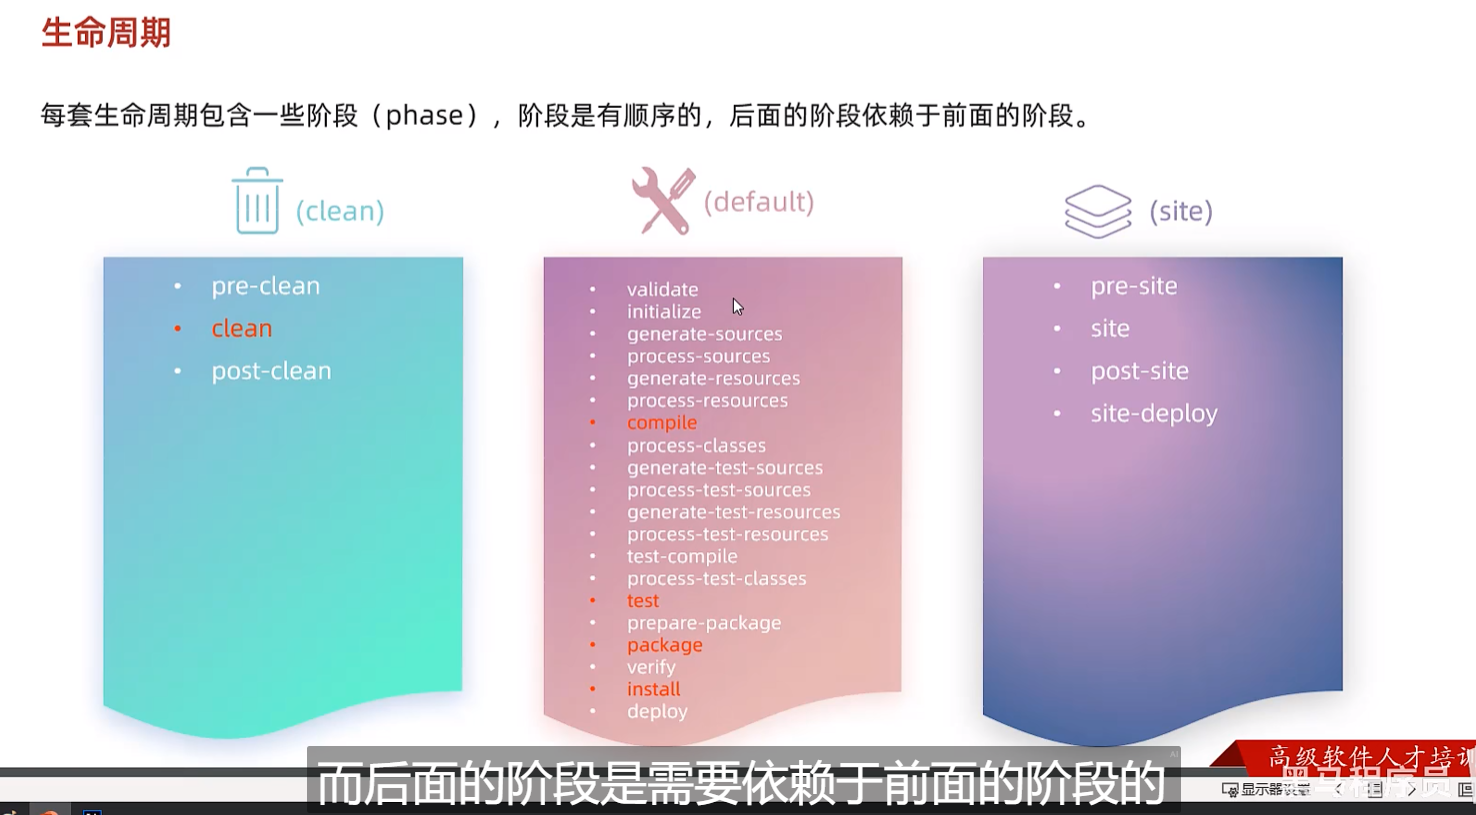 生命周期
每套生命周期包含一些阶段（phase），阶段是有顺序的，后面的阶段依赖于前面的阶段。
(clean)
• pre-clean
• clean
• post-clean
(default)
• validate
• initialize
• generate-sources
• process-sources
• generate-resources
• process-resources
• compile
• process-classes
• generate-test-sources
• process-test-sources
• generate-test-resources
• process-test-resources
• test-compile
• process-test-classes
• test
• prepare-package
• package
• verify
• install
• deploy
(site)
• pre-site
• site
• post-site
• site-deploy
高级软件人才培训
黑马程序员
而后面的阶段是需要依赖于前面的阶段的
显示器设置